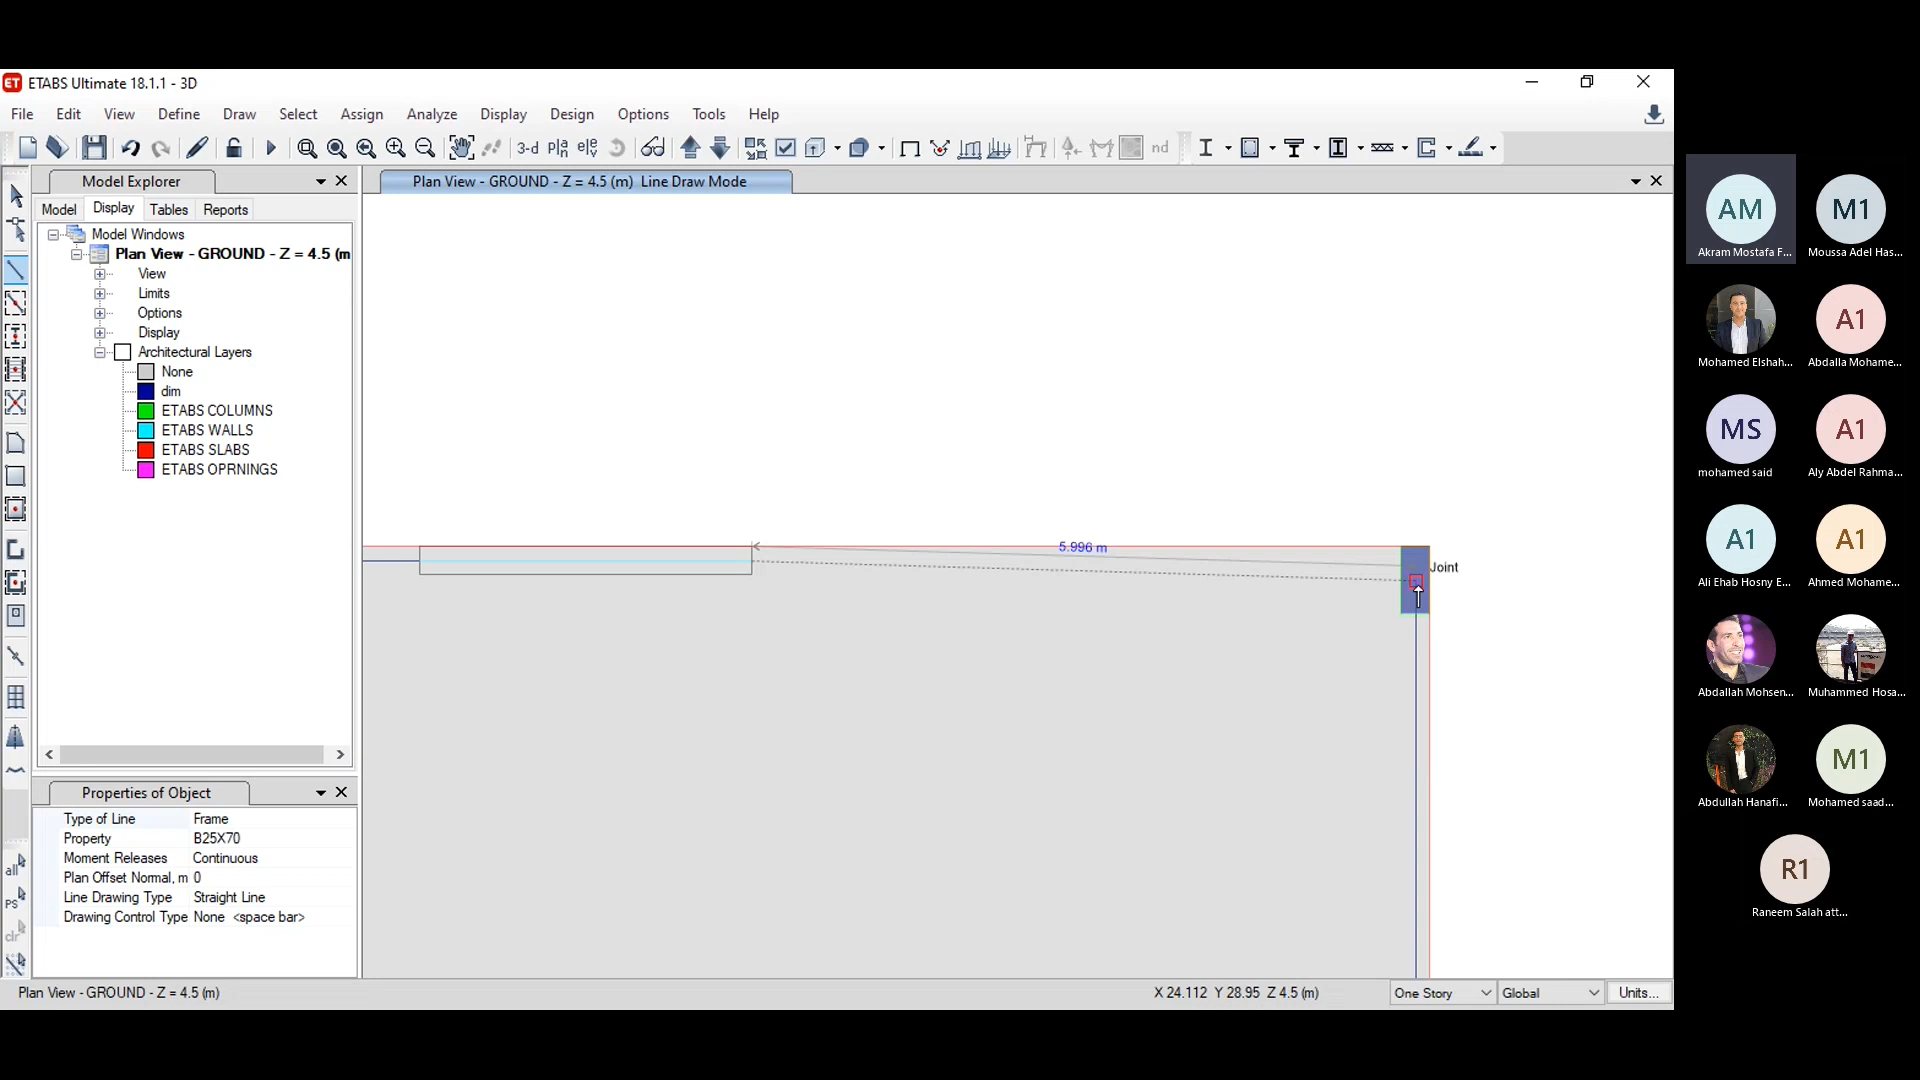 ETABS Ultimate 18.1.1 - 3D
File Edit View Define Draw Select Assign Analyze Display Design Options Tools Help
3-d Plan elev nd
Model Explorer
Plan View - GROUND - Z = 4.5 (m) Line Draw Mode
Model Display Tables Reports
Model Windows
Plan View - GROUND - Z = 4.5 (m
View
Limits
Options
Display
Architectural Layers
None
dim
ETABS COLUMNS
ETABS WALLS
ETABS SLABS
ETABS OPRNINGS
5.996 m
Joint
Properties of Object
Type of Line Frame
Property B25X70
Moment Releases Continuous
Plan Offset Normal, m 0
Line Drawing Type Straight Line
Drawing Control Type None <space bar>
all
PS
clr
Plan View - GROUND - Z = 4.5 (m)
X 24.112 Y 28.95 Z 4.5 (m)
One Story
Global
Units...
AM
Akram Mostafa F...
M1
Moussa Adel Has...
Mohamed Elshah...
A1
Abdalla Mohame...
MS
mohamed said
A1
Aly Abdel Rahma...
A1
Ali Ehab Hosny E...
A1
Ahmed Mohame...
Abdallah Mohsen...
Muhammed Hosa...
Abdullah Hanafi...
M1
Mohamed saad...
R1
Raneem Salah att...